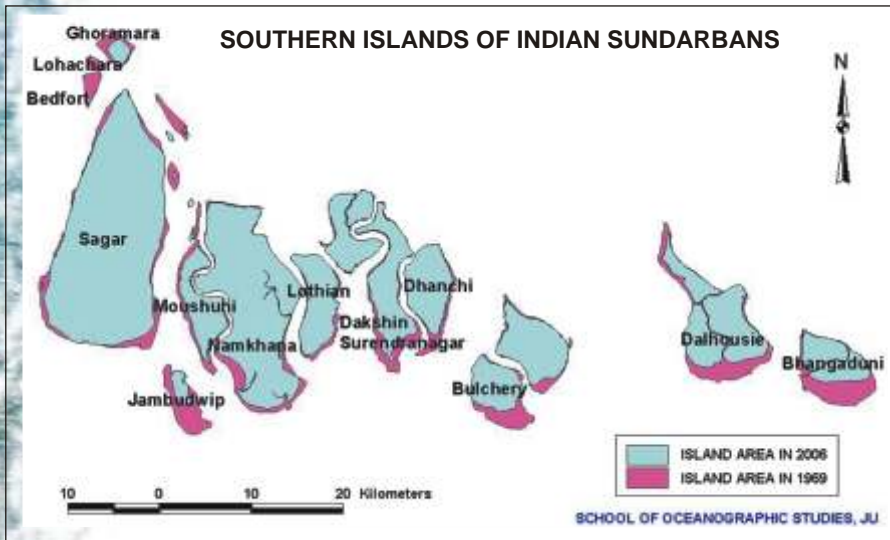 SOUTHERN ISLANDS OF INDIAN SUNDARBANS
Ghoramara
Lohachara
Bedfort
N
Sagar
Moushuni
Namkhana
Lothian
Dakshin
Surendranagar
Dhanchi
Jambudwip
Bulchery
Dalhousie
Bhangaduni
ISLAND AREA IN 2006
ISLAND AREA IN 1969
10 0 10 20 Kilometers
SCHOOL OF OCEANOGRAPHIC STUDIES, JU